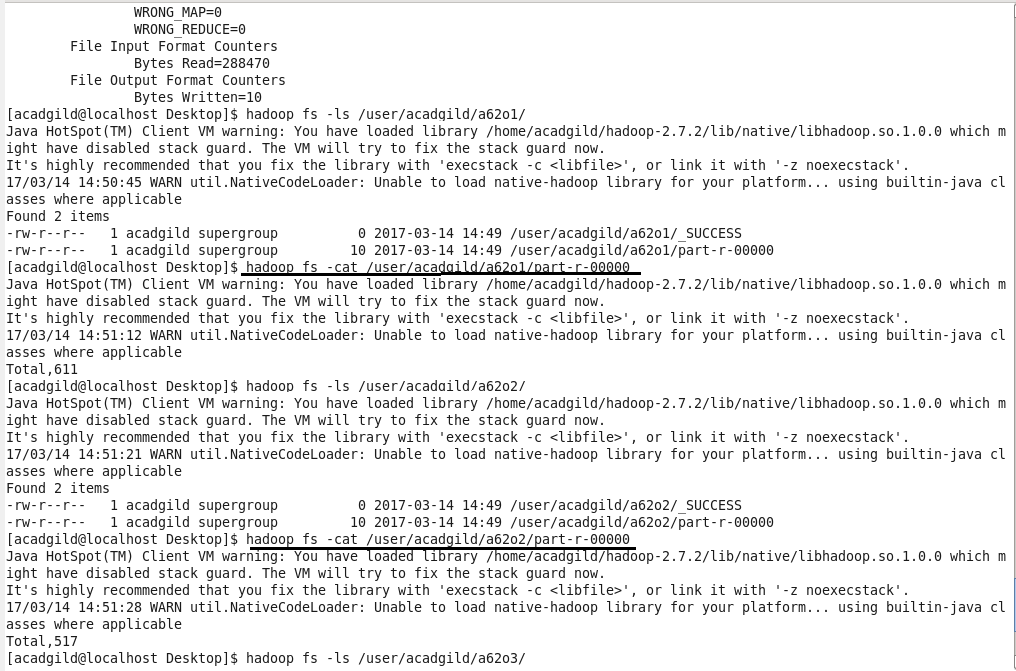 WRONG_MAP=0
WRONG_REDUCE=0
File Input Format Counters
Bytes Read=288470
File Output Format Counters
Bytes Written=10
[acadgild@localhost Desktop]$ hadoop fs -ls /user/acadgild/a62o1/
Java HotSpot(TM) Client VM warning: You have loaded library /home/acadgild/hadoop-2.7.2/lib/native/libhadoop.so.1.0.0 which m
ight have disabled stack guard. The VM will try to fix the stack guard now.
It's highly recommended that you fix the library with 'execstack -c <libfile>', or link it with '-z noexecstack'.
17/03/14 14:50:45 WARN util.NativeCodeLoader: Unable to load native-hadoop library for your platform... using builtin-java cl
asses where applicable
Found 2 items
-rw-r--r--   1 acadgild supergroup          0 2017-03-14 14:49 /user/acadgild/a62o1/_SUCCESS
-rw-r--r--   1 acadgild supergroup         10 2017-03-14 14:49 /user/acadgild/a62o1/part-r-00000
[acadgild@localhost Desktop]$ hadoop fs -cat /user/acadgild/a62o1/part-r-00000
Java HotSpot(TM) Client VM warning: You have loaded library /home/acadgild/hadoop-2.7.2/lib/native/libhadoop.so.1.0.0 which m
ight have disabled stack guard. The VM will try to fix the stack guard now.
It's highly recommended that you fix the library with 'execstack -c <libfile>', or link it with '-z noexecstack'.
17/03/14 14:51:12 WARN util.NativeCodeLoader: Unable to load native-hadoop library for your platform... using builtin-java cl
asses where applicable
Total,611
[acadgild@localhost Desktop]$ hadoop fs -ls /user/acadgild/a62o2/
Java HotSpot(TM) Client VM warning: You have loaded library /home/acadgild/hadoop-2.7.2/lib/native/libhadoop.so.1.0.0 which m
ight have disabled stack guard. The VM will try to fix the stack guard now.
It's highly recommended that you fix the library with 'execstack -c <libfile>', or link it with '-z noexecstack'.
17/03/14 14:51:21 WARN util.NativeCodeLoader: Unable to load native-hadoop library for your platform... using builtin-java cl
asses where applicable
Found 2 items
-rw-r--r--   1 acadgild supergroup          0 2017-03-14 14:49 /user/acadgild/a62o2/_SUCCESS
-rw-r--r--   1 acadgild supergroup         10 2017-03-14 14:49 /user/acadgild/a62o2/part-r-00000
[acadgild@localhost Desktop]$ hadoop fs -cat /user/acadgild/a62o2/part-r-00000
Java HotSpot(TM) Client VM warning: You have loaded library /home/acadgild/hadoop-2.7.2/lib/native/libhadoop.so.1.0.0 which m
ight have disabled stack guard. The VM will try to fix the stack guard now.
It's highly recommended that you fix the library with 'execstack -c <libfile>', or link it with '-z noexecstack'.
17/03/14 14:51:28 WARN util.NativeCodeLoader: Unable to load native-hadoop library for your platform... using builtin-java cl
asses where applicable
Total,517
[acadgild@localhost Desktop]$ hadoop fs -ls /user/acadgild/a62o3/